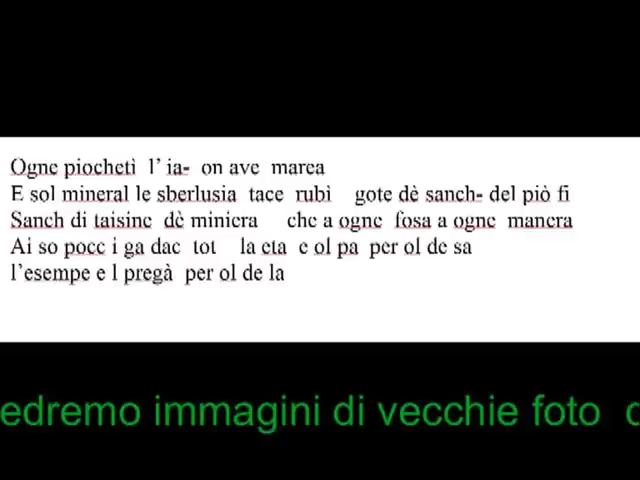 Ogne piochetì l' ia- on ave marea
E sol mineral le sberlusia tace rubì gote dè sanch- del piò fi
Sanch di taisine dè miniera che a ogne fosa a ogne manera
Ai so pocc i ga dac tot la eta e ol pa per ol de sa
l'esempe e l pregà per ol de la
edremo immagini di vecchie foto